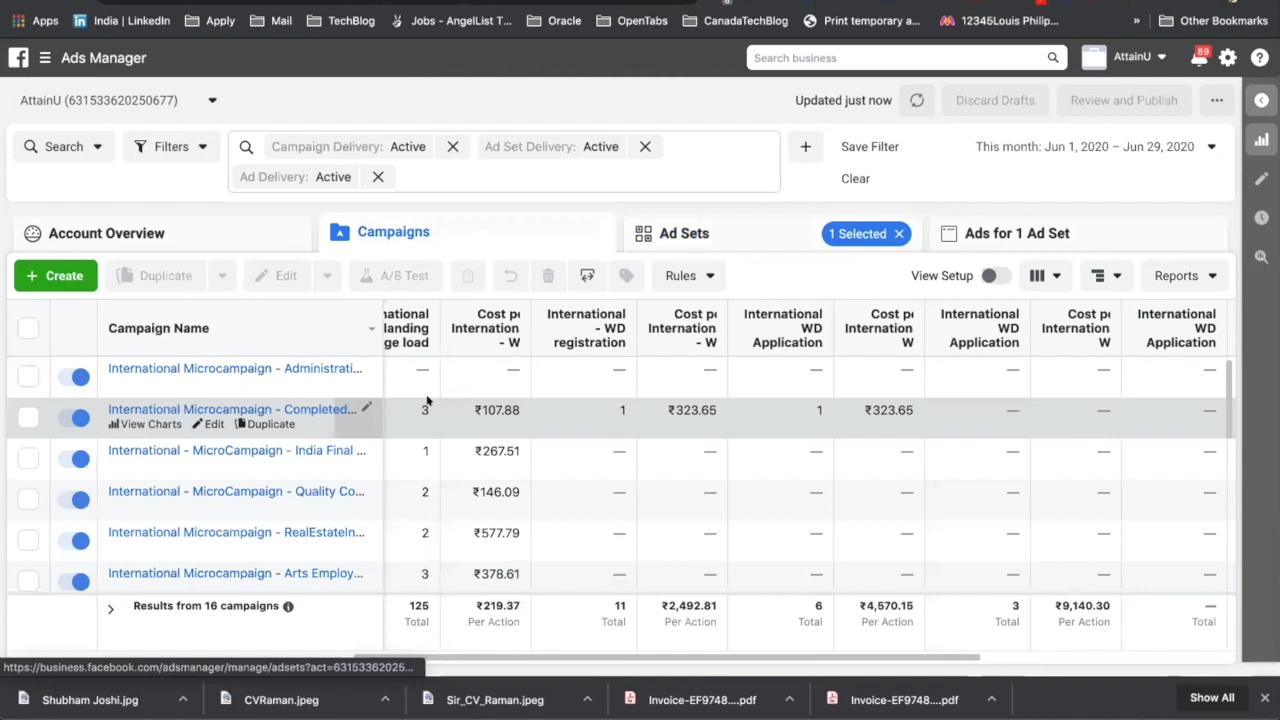 Apps India | LinkedIn Apply Mail TechBlog Jobs - AngelList T... Oracle OpenTabs CanadaTechBlog Print temporary a... 12345Louis Philip... » Other Bookmarks
Ads Manager Search business AttainU 89
AttainU (631533620250677) Updated just now Discard Drafts Review and Publish ...
Search Filters Campaign Delivery: Active Ad Set Delivery: Active Save Filter This month: Jun 1, 2020 – Jun 29, 2020
Ad Delivery: Active Clear
Account Overview Campaigns Ad Sets 1 Selected Ads for 1 Ad Set
+ Create Duplicate Edit A/B Test Rules View Setup Reports
national Cost pe International Cost pe International Cost pe International Cost pe International
Campaign Name landing Internation - WD Internation WD Internation WD Internation WD
ge load - W registration - W Application W Application W Application
International Microcampaign - Administrati... — — — — — — — — —
International Microcampaign - Completed... 3 ₹107.88 1 ₹323.65 1 ₹323.65 — — —
View Charts Edit Duplicate
International - MicroCampaign - India Final ... 1 ₹267.51 — — — — — — —
International - MicroCampaign - Quality Co... 2 ₹146.09 — — — — — — —
International Microcampaign - RealEstateIn... 2 ₹577.79 — — — — — — —
International Microcampaign - Arts Employ... 3 ₹378.61 — — — — — — —
Results from 16 campaigns 125 ₹219.37 11 ₹2,492.81 6 ₹4,570.15 3 ₹9,140.30 —
Total Per Action Total Per Action Total Per Action Total Per Action Total
https://business.facebook.com/adsmanager/manage/adsets?act=63153362025...
Shubham Joshi.jpg CVRaman.jpeg Sir_CV_Raman.jpeg Invoice-EF9748....pdf Invoice-EF9748....pdf Show All